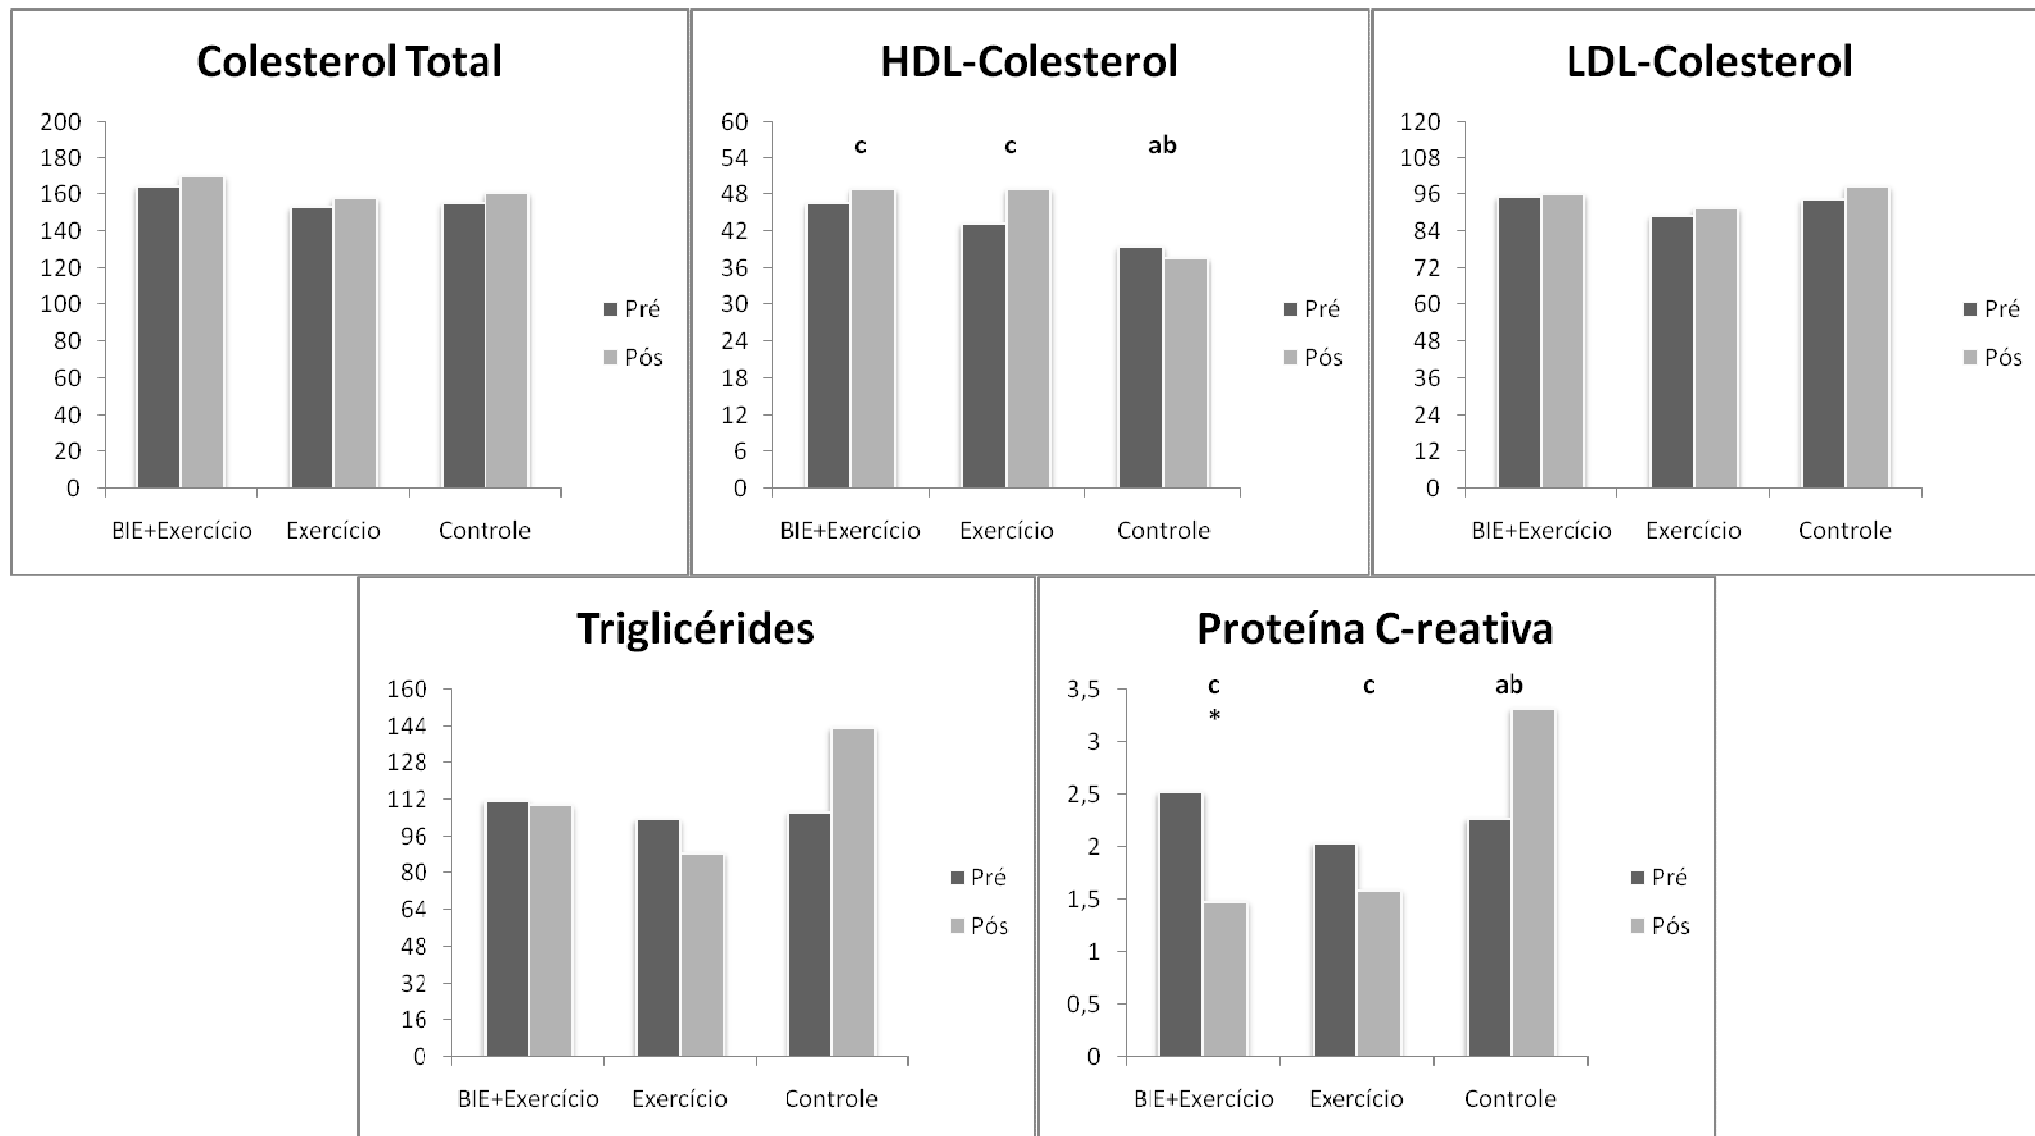 Colesterol Total
200
180
160
140
120
100
80
60
40
20
0
BIE+Exercício Exercício Controle
Pré
Pós
HDL-Colesterol
60
54
48
42
36
30
24
18
12
6
0
c c ab
BIE+Exercício Exercício Controle
Pré
Pós
LDL-Colesterol
120
108
96
84
72
60
48
36
24
12
0
BIE+Exercício Exercício Controle
Pré
Pós
Triglicérides
160
144
128
112
96
80
64
48
32
16
0
BIE+Exercício Exercício Controle
Pré
Pós
Proteína C-reativa
3,5
3
2,5
2
1,5
1
0,5
0
c c ab
*
BIE+Exercício Exercício Controle
Pré
Pós